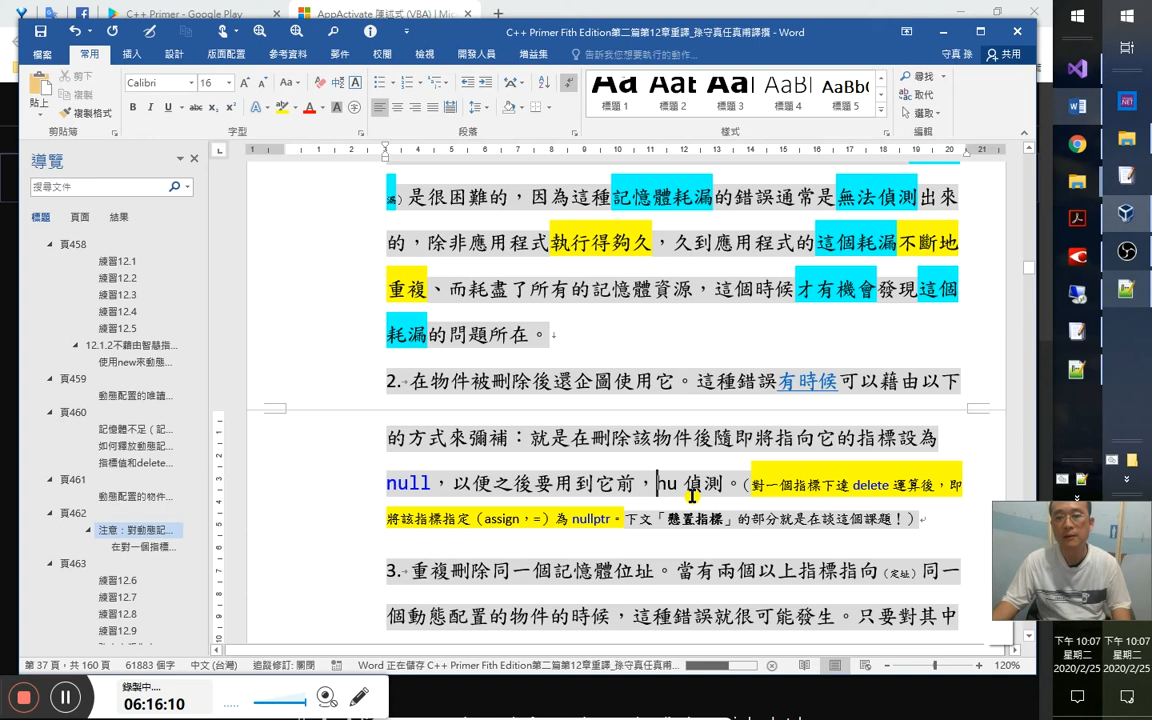 C++ Primer - Google Play
AppActivate 陳述式 (VBA) | Mic
C++ Primer Fith Edition第二篇第12章重譯_孫守真任真甫譯撰 - Word
檔案 常用 插入 設計 版面配置 參考資料 郵件 校閱 檢視 開發人員 增益集 告訴我您想要執行的動作... 守真 孫 共用
貼上 剪下 複製 複製格式
Calibri 16
AaBbC
標題 1 標題 2 標題 3 標題 4 標題 5
尋找 取代 選取
剪貼簿 字型 段落 樣式 編輯
導覽
搜尋文件
標題 頁面 結果
頁458
練習12.1
練習12.2
練習12.3
練習12.4
練習12.5
12.1.2不藉由智慧指...
使用new來動態...
頁459
動態配置的唯讀...
頁460
記憶體不足（記...
如何釋放動態記...
指標值和delete...
頁461
動態配置的物件...
頁462
注意：對動態記...
在對一個指標...
頁463
練習12.6
練習12.7
練習12.8
練習12.9
漏）是很困難的，因為這種記憶體耗漏的錯誤通常是無法偵測出來
的，除非應用程式執行得夠久，久到應用程式的這個耗漏不斷地
重複、而耗盡了所有的記憶體資源，這個時候才有機會發現這個
耗漏的問題所在。
2. 在物件被刪除後還企圖使用它。這種錯誤有時候可以藉由以下
的方式來彌補：就是在刪除該物件後隨即將指向它的指標設為
null，以便之後要用到它前，hu 偵測。（對一個指標下達 delete 運算後，即
將該指標指定（assign，=）為 nullptr。下文「懸置指標」的部分就是在談這個課題！）
3. 重複刪除同一個記憶體位址。當有兩個以上指標指向（定址）同一
個動態配置的物件的時候，這種錯誤就很可能發生。只要對其中
第 37 頁，共 160 頁 61883 個字 中文 (台灣) 追蹤修訂: 關閉 Word 正在儲存 C++ Primer Fith Edition第二篇第12章重譯_孫守真任真甫... 120%
錄製中...
06:16:10
下午 10:07 下午 10:07
星期二 星期二
2020/2/25 2020/2/25